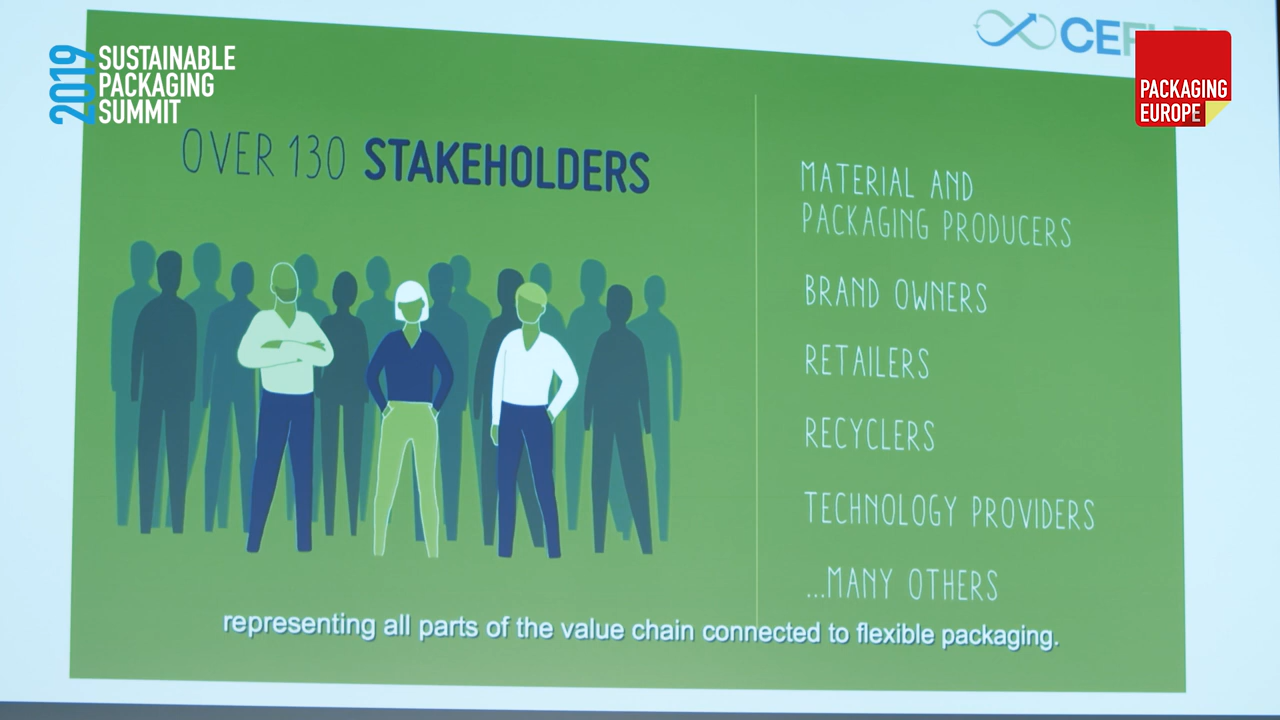 2019
SUSTAINABLE
PACKAGING
SUMMIT
PACKAGING
EUROPE
OVER 130 STAKEHOLDERS
MATERIAL AND
PACKAGING PRODUCERS
BRAND OWNERS
RETAILERS
RECYCLERS
TECHNOLOGY PROVIDERS
...MANY OTHERS
representing all parts of the value chain connected to flexible packaging.